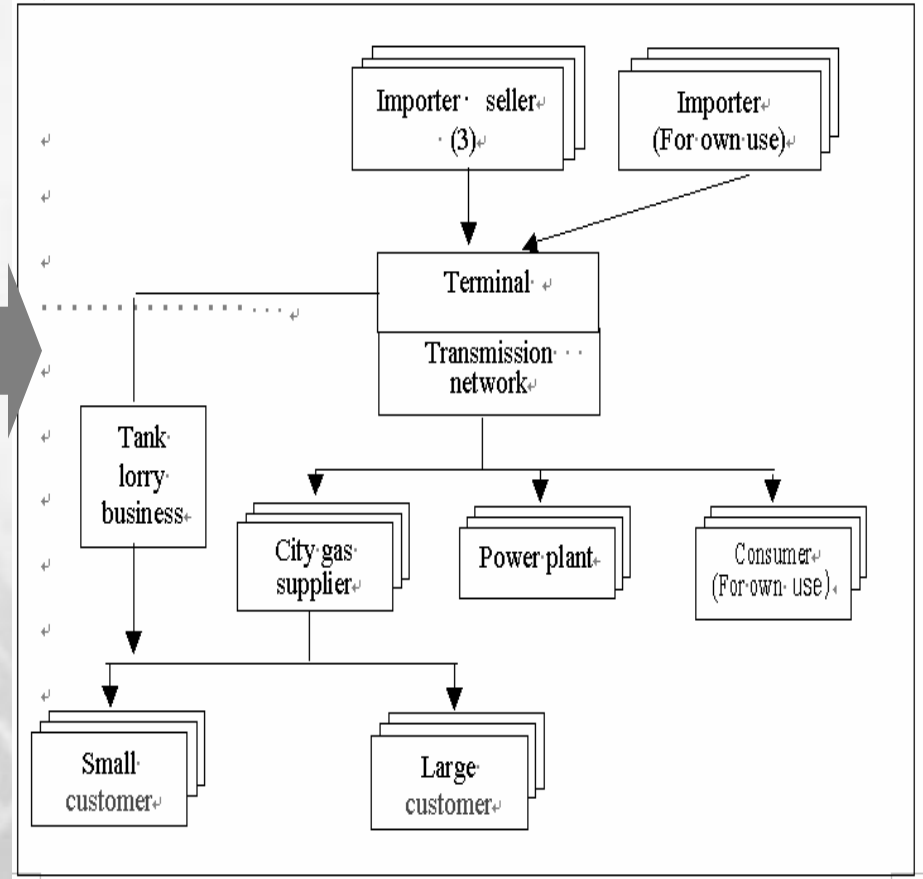 Importer seller
(3)
Importer
(For own use)
Terminal
Transmission
network
Tank
lorry
business
City gas
supplier
Power plant
Consumer
(For own use)
Small
customer
Large
customer